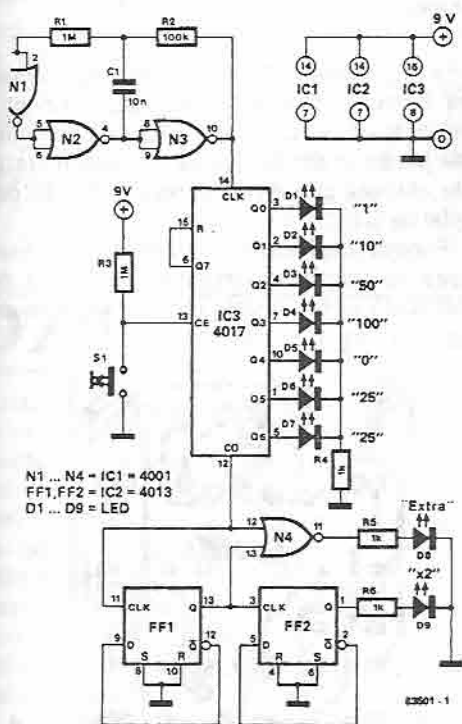 R1
1M
R2
100k
C1
10n
N1
2
5
6
N2
4
8
9
N3
10
9 V
+
14
14
16
IC1
IC2
IC3
7
7
8
0
14
CLK
9V
+
R3
1M
S1
15
R
6
Q7
13
CE
IC3
4017
Q0
3
D1
"1"
Q1
2
D2
"10"
Q2
4
D3
"50"
Q3
7
D4
"100"
Q4
10
D5
"0"
Q5
1
D6
"25"
Q6
5
D7
"25"
R4
1k
CO
12
N1 ... N4 = IC1 = 4001
FF1, FF2 = IC2 = 4013
D1 ... D9 = LED
12
13
N4
11
R5
1k
"Extra"
D8
"x2"
R6
1k
D9
11
CLK
Q
13
9
D
Q
12
FF1
S
R
8
10
3
CLK
Q
1
5
D
Q
2
FF2
R
S
4
6
83501 - 1